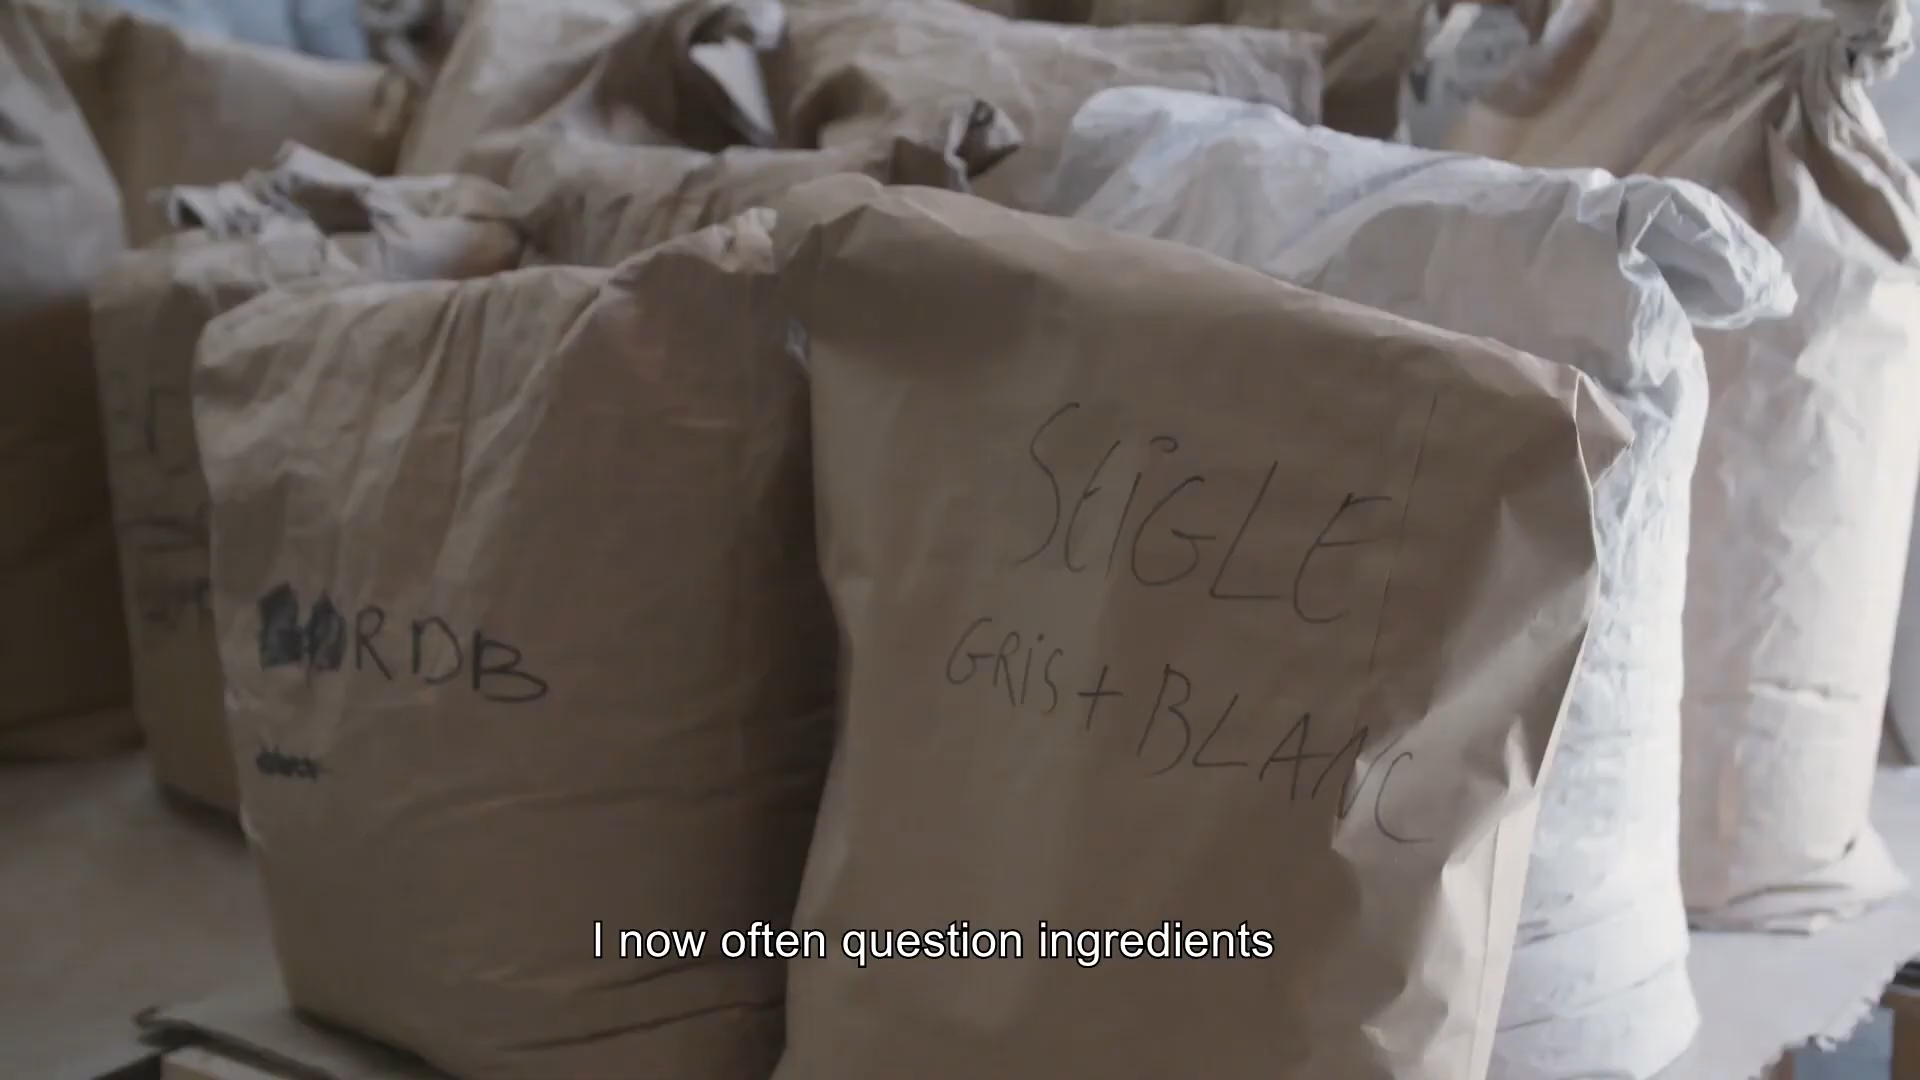 RDB
SEIGLE
GRIS + BLANC
I now often question ingredients